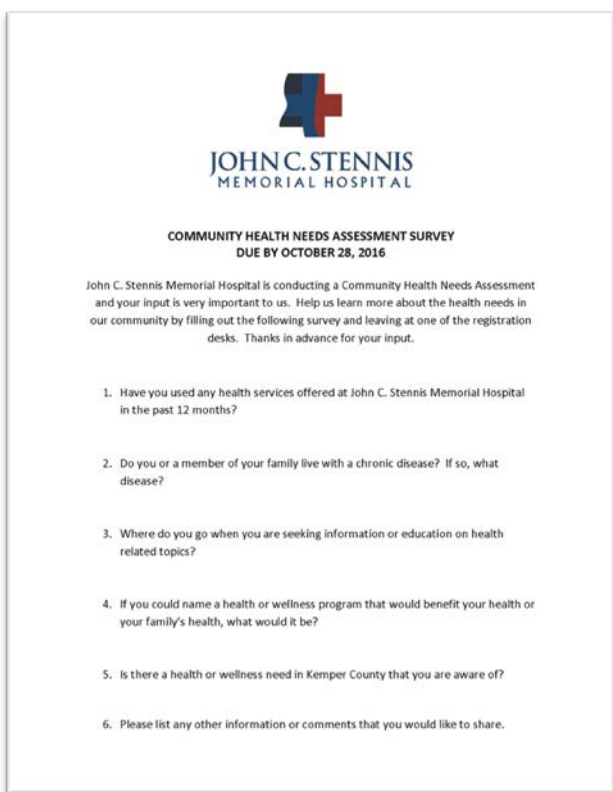 JOHN C. STENNIS
MEMORIAL HOSPITAL
COMMUNITY HEALTH NEEDS ASSESSMENT SURVEY
DUE BY OCTOBER 28, 2016
John C. Stennis Memorial Hospital is conducting a Community Health Needs Assessment
and your input is very important to us. Help us learn more about the health needs in
our community by filling out the following survey and leaving at one of the registration
desks. Thanks in advance for your input.
1. Have you used any health services offered at John C. Stennis Memorial Hospital
in the past 12 months?
2. Do you or a member of your family live with a chronic disease? If so, what
disease?
3. Where do you go when you are seeking information or education on health
related topics?
4. If you could name a health or wellness program that would benefit your health or
your family's health, what would it be?
5. Is there a health or wellness need in Kemper County that you are aware of?
6. Please list any other information or comments that you would like to share.